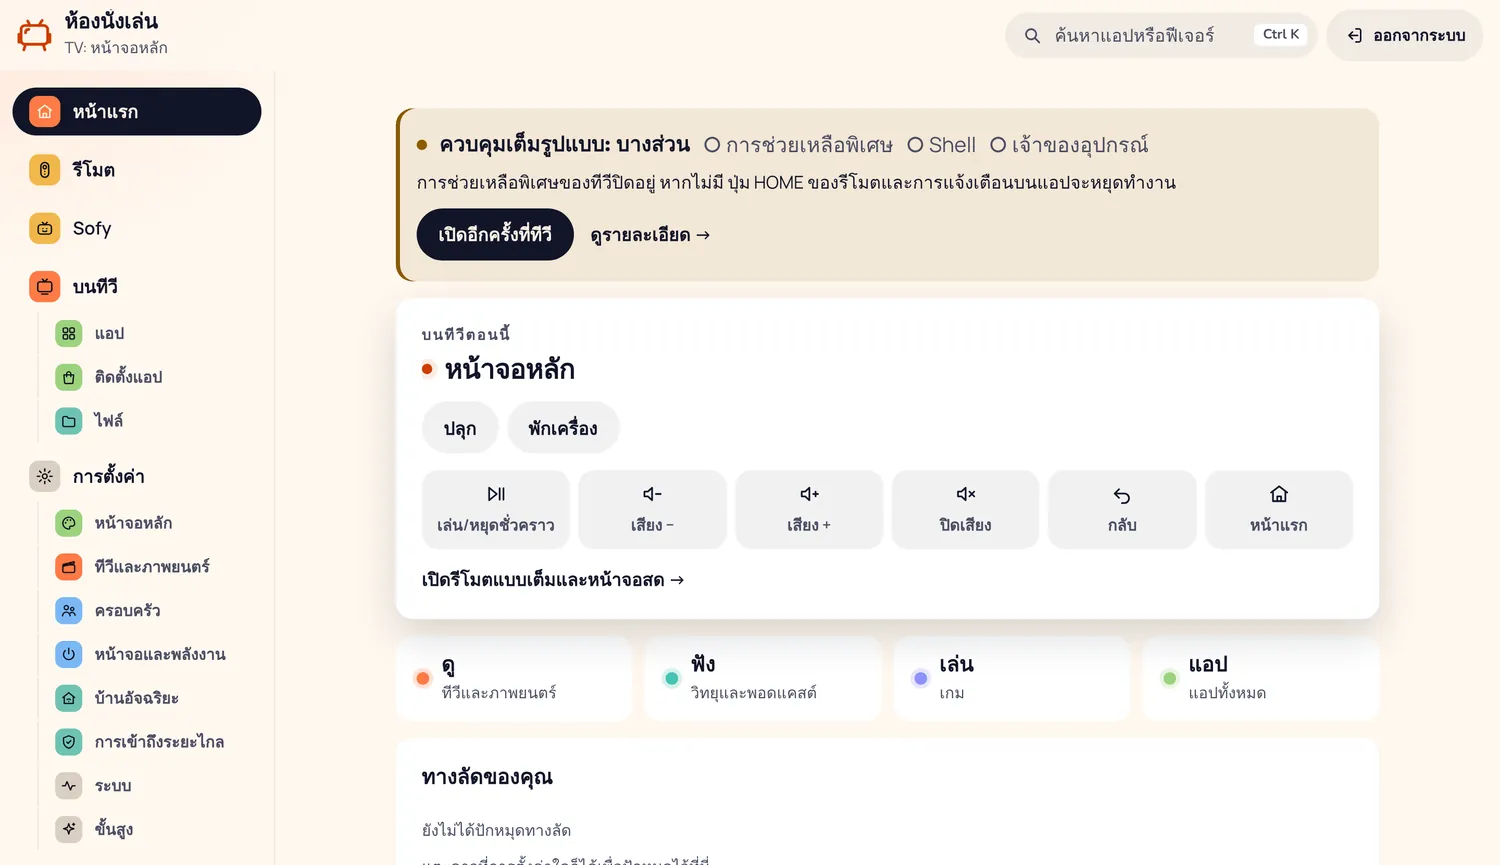 ห้องนั่งเล่น
TV: หน้าจอหลัก
ค้นหาแอปหรือฟีเจอร์
Ctrl K
ออกจากระบบ
หน้าแรก
รีโมต
Sofy
บนทีวี
แอป
ติดตั้งแอป
ไฟล์
การตั้งค่า
หน้าจอหลัก
ทีวีและภาพยนตร์
ครอบครัว
หน้าจอและพลังงาน
บ้านอัจฉริยะ
การเข้าถึงระยะไกล
ระบบ
ขั้นสูง
ควบคุมเต็มรูปแบบ: บางส่วน การช่วยเหลือพิเศษ Shell เจ้าของอุปกรณ์
การช่วยเหลือพิเศษของทีวีปิดอยู่ หากไม่มี ปุ่ม HOME ของรีโมตและการแจ้งเตือนบนแอปจะหยุดทำงาน
เปิดอีกครั้งที่ทีวี
ดูรายละเอียด →
บนทีวีตอนนี้
หน้าจอหลัก
ปลุก
พักเครื่อง
เล่น/หยุดชั่วคราว
เสียง −
เสียง +
ปิดเสียง
กลับ
หน้าแรก
เปิดรีโมตแบบเต็มและหน้าจอสด →
ดู
ทีวีและภาพยนตร์
ฟัง
วิทยุและพอดแคสต์
เล่น
เกม
แอป
แอปทั้งหมด
ทางลัดของคุณ
ยังไม่ได้ปักหมุดทางลัด